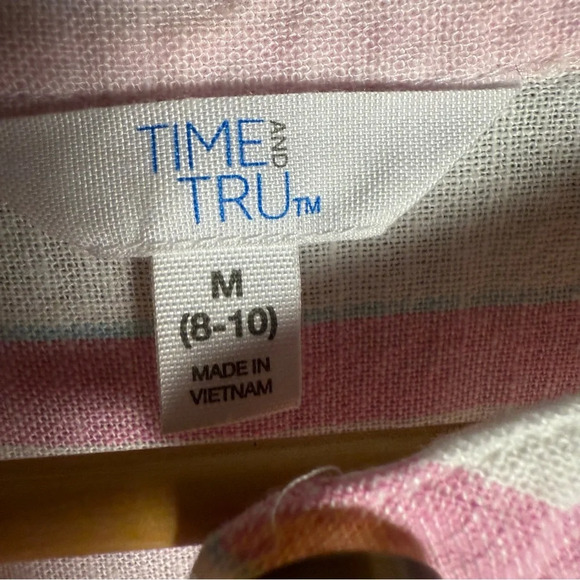 TIME AND
TRU™
M
(8-10)
MADE IN
VIETNAM